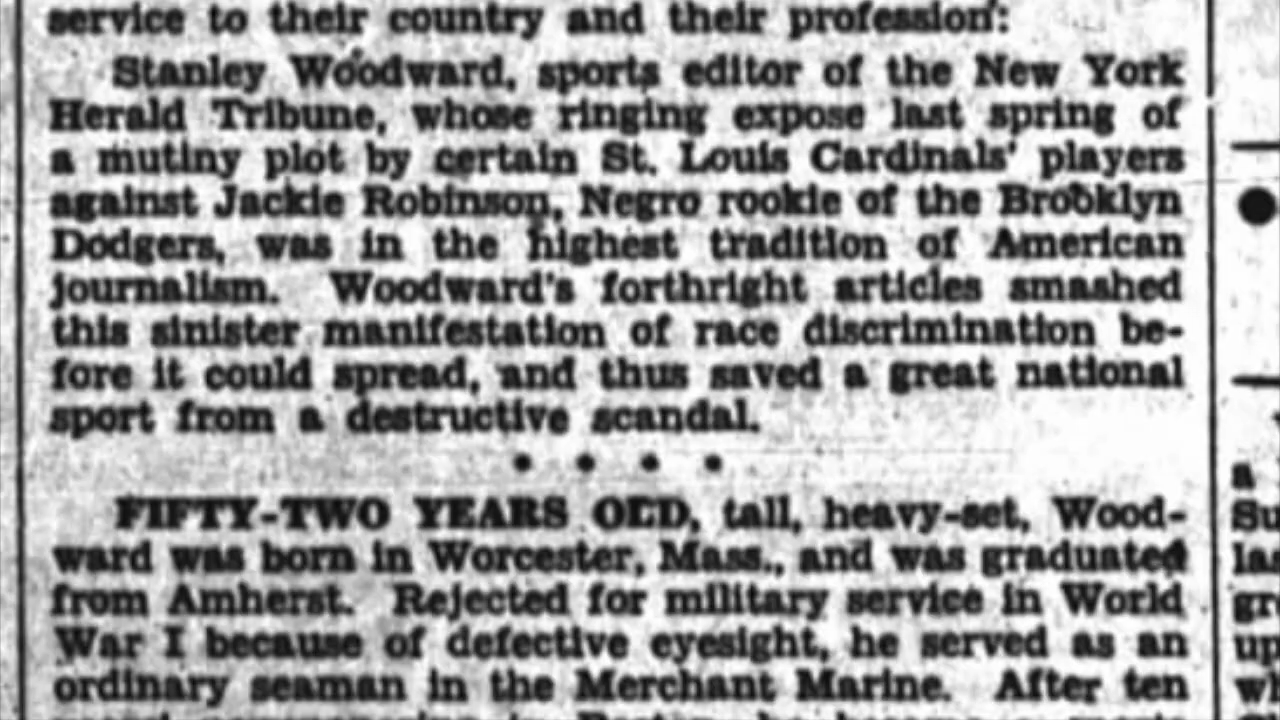 service to their country and their profession:
Stanley Woodward, sports editor of the New York
Herald Tribune, whose ringing expose last spring of
a mutiny plot by certain St. Louis Cardinals' players
against Jackie Robinson, Negro rookie of the Brooklyn
Dodgers, was in the highest tradition of American
journalism. Woodward's forthright articles smashed
this sinister manifestation of race discrimination be-
fore it could spread, and thus saved a great national
sport from a destructive scandal.
FIFTY-TWO YEARS OLD, tall, heavy-set, Wood-
ward was born in Worcester, Mass., and was graduated
from Amherst. Rejected for military service in World
War I because of defective eyesight, he served as an
ordinary seaman in the Merchant Marine. After ten
a